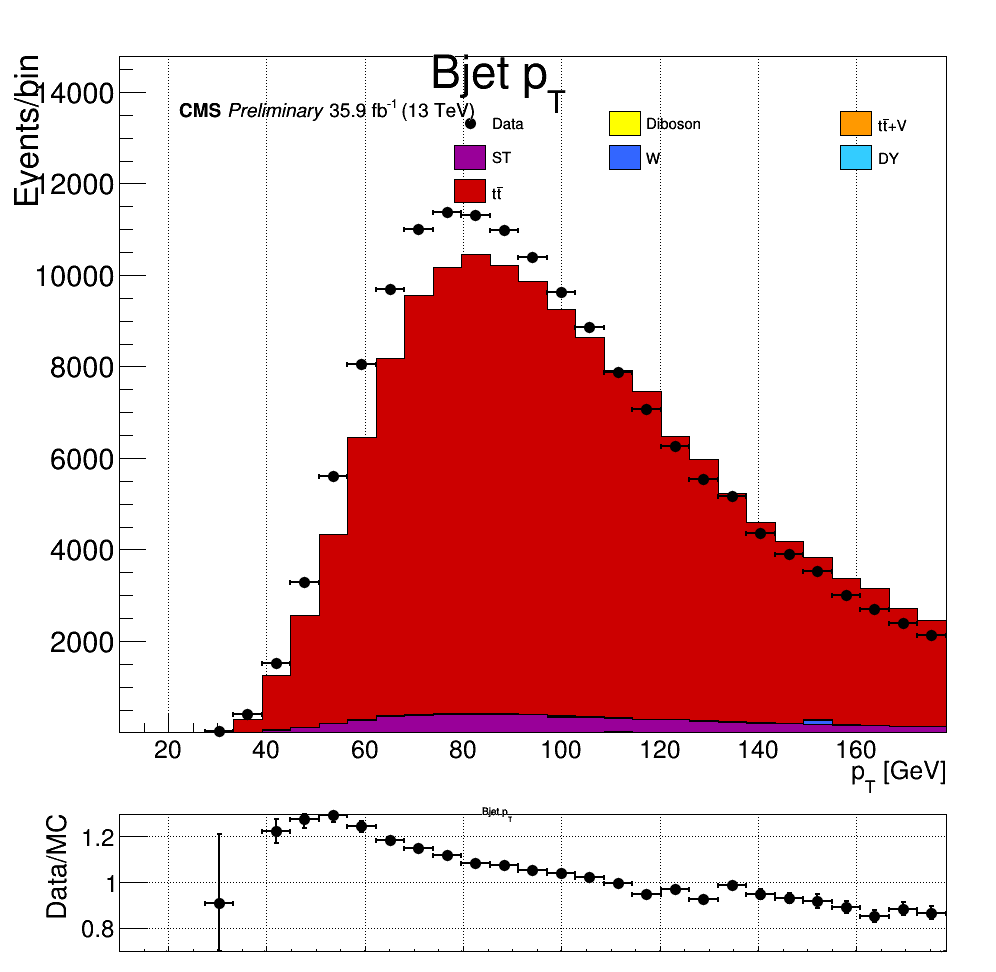 Bjet p_T
Events/bin
CMS Preliminary 35.9 fb⁻¹ (13 TeV)
Data
Diboson
tt̄+V
ST
W
DY
tt̄
14000
12000
10000
8000
6000
4000
2000
20 40 60 80 100 120 140 160
p_T [GeV]
Bjet p_T
Data/MC
1.2
1
0.8